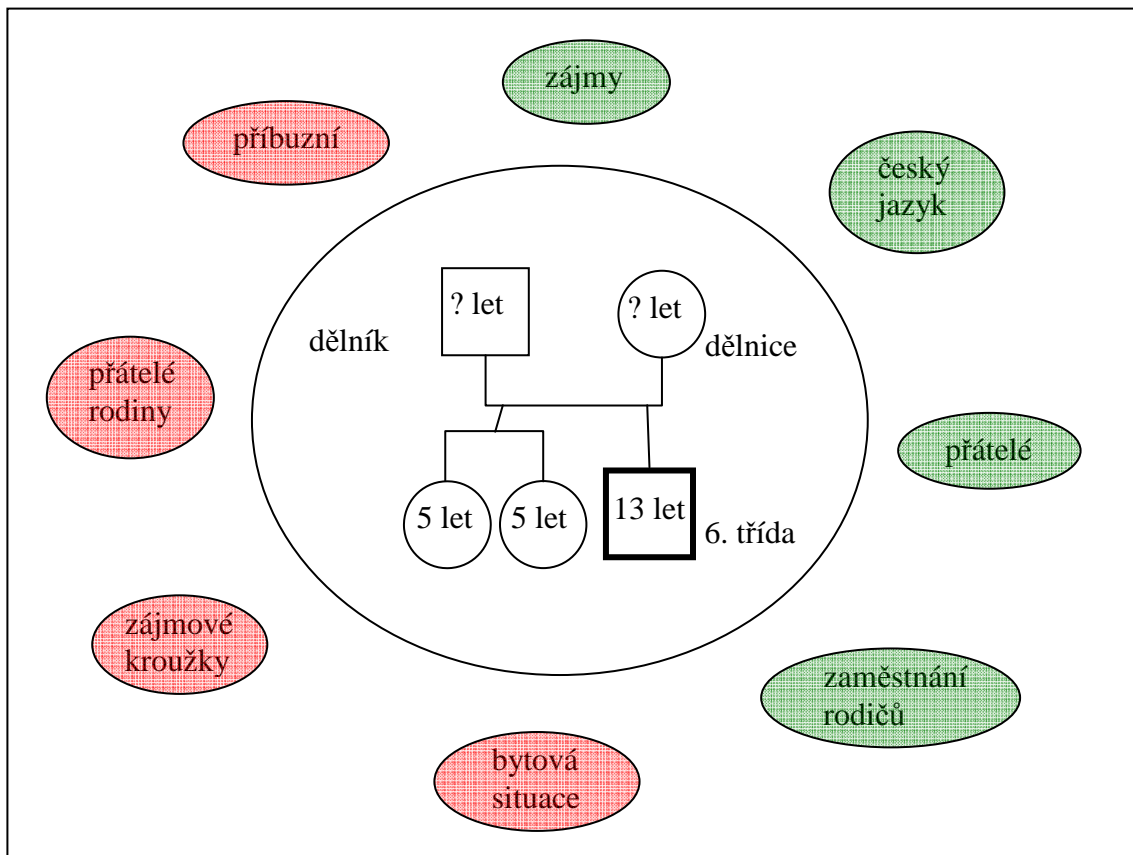 zájmy
příbuzní
český
jazyk
? let
? let
dělník
dělnice
přátelé
rodiny
přátelé
5 let
5 let
13 let
6. třída
zájmové
kroužky
zaměstnání
rodičů
bytová
situace